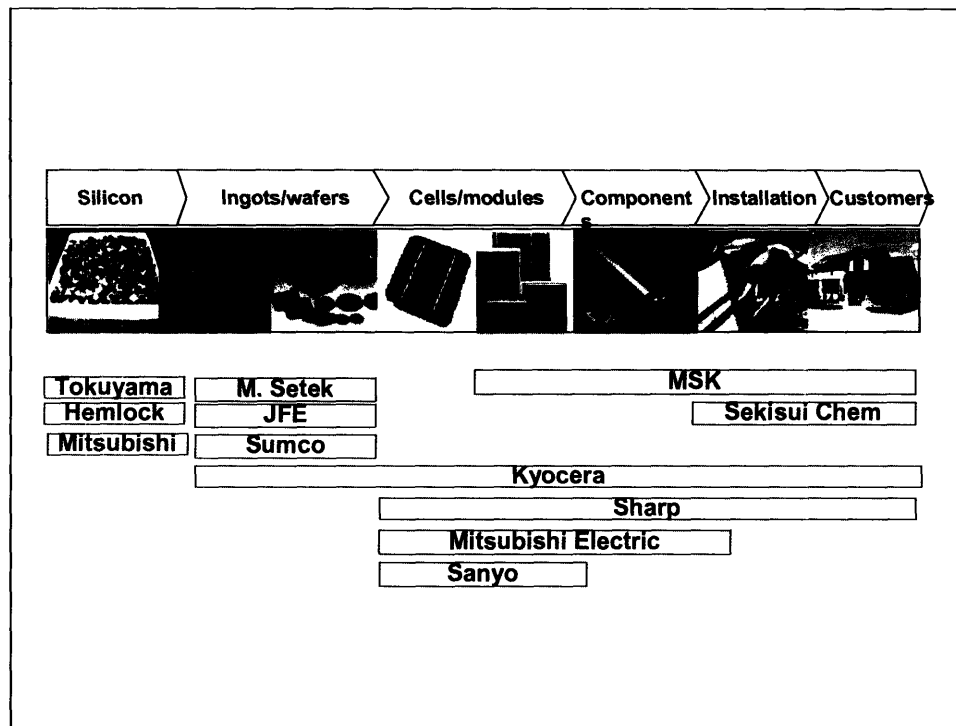 Silicon
Ingots/wafers
Cells/modules
Components
Installation
Customers
Tokuyama
M. Setek
MSK
Hemlock
JFE
Sekisui Chem
Mitsubishi
Sumco
Kyocera
Sharp
Mitsubishi Electric
Sanyo